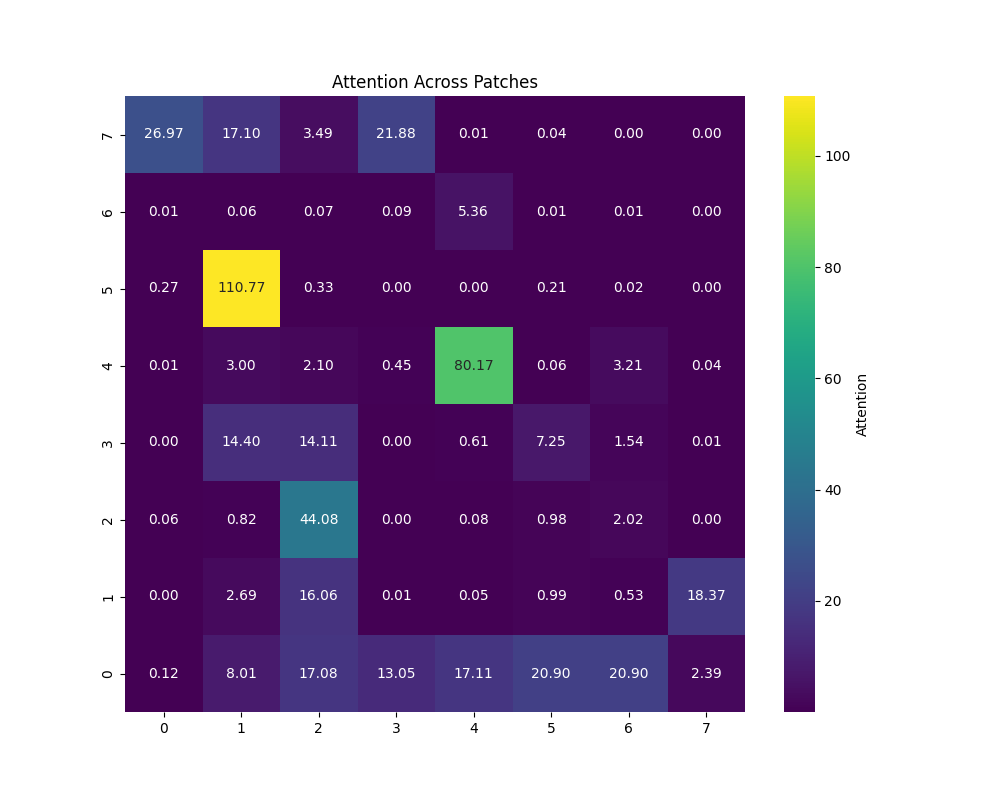 Attention Across Patches
7 26.97 17.10 3.49 21.88 0.01 0.04 0.00 0.00
6 0.01 0.06 0.07 0.09 5.36 0.01 0.01 0.00
5 0.27 110.77 0.33 0.00 0.00 0.21 0.02 0.00
4 0.01 3.00 2.10 0.45 80.17 0.06 3.21 0.04
3 0.00 14.40 14.11 0.00 0.61 7.25 1.54 0.01
2 0.06 0.82 44.08 0.00 0.08 0.98 2.02 0.00
1 0.00 2.69 16.06 0.01 0.05 0.99 0.53 18.37
0 0.12 8.01 17.08 13.05 17.11 20.90 20.90 2.39
0 1 2 3 4 5 6 7
100
80
60
40
20
Attention